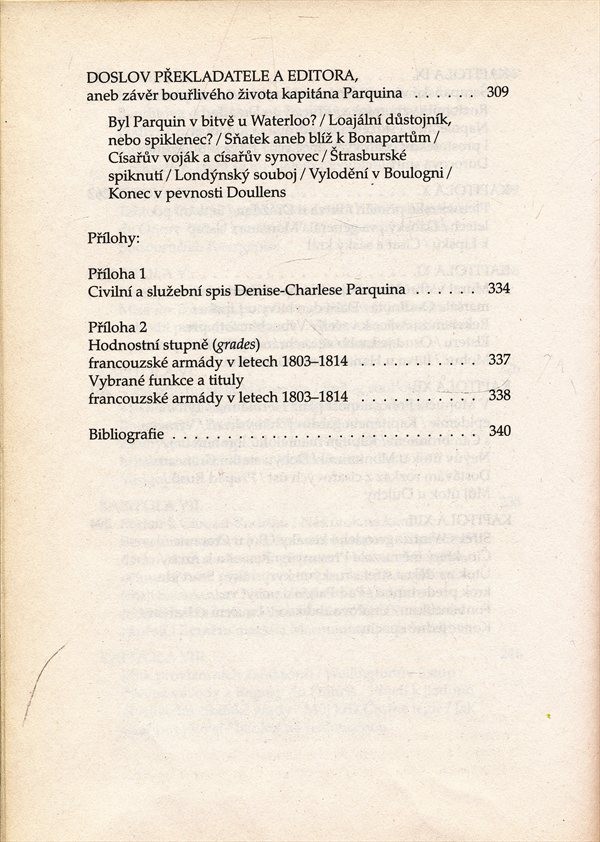 DOSLOV PŘEKLADATELE A EDITORA,
aneb závěr bouřlivého života kapitána Parquina . . . . . . 309
Byl Parquin v bitvě u Waterloo? / Loajální důstojník,
nebo spiklenec? / Sňatek aneb blíž k Bonapartům /
Císařův voják a císařův synovec / Štrasburské
spiknutí / Londýnský souboj / Vylodění v Boulogni /
Konec v pevnosti Doullens
Přílohy:
Příloha 1
Civilní a služební spis Denise-Charlese Parquina . . . . . 334
Příloha 2
Hodnostní stupně (grades)
francouzské armády v letech 1803–1814 . . . . . . . . . . . 337
Vybrané funkce a tituly
francouzské armády v letech 1803–1814 . . . . . . . . . . . 338
Bibliografie . . . . . . . . . . . . . . . . . . . . . . . . . . . . 340